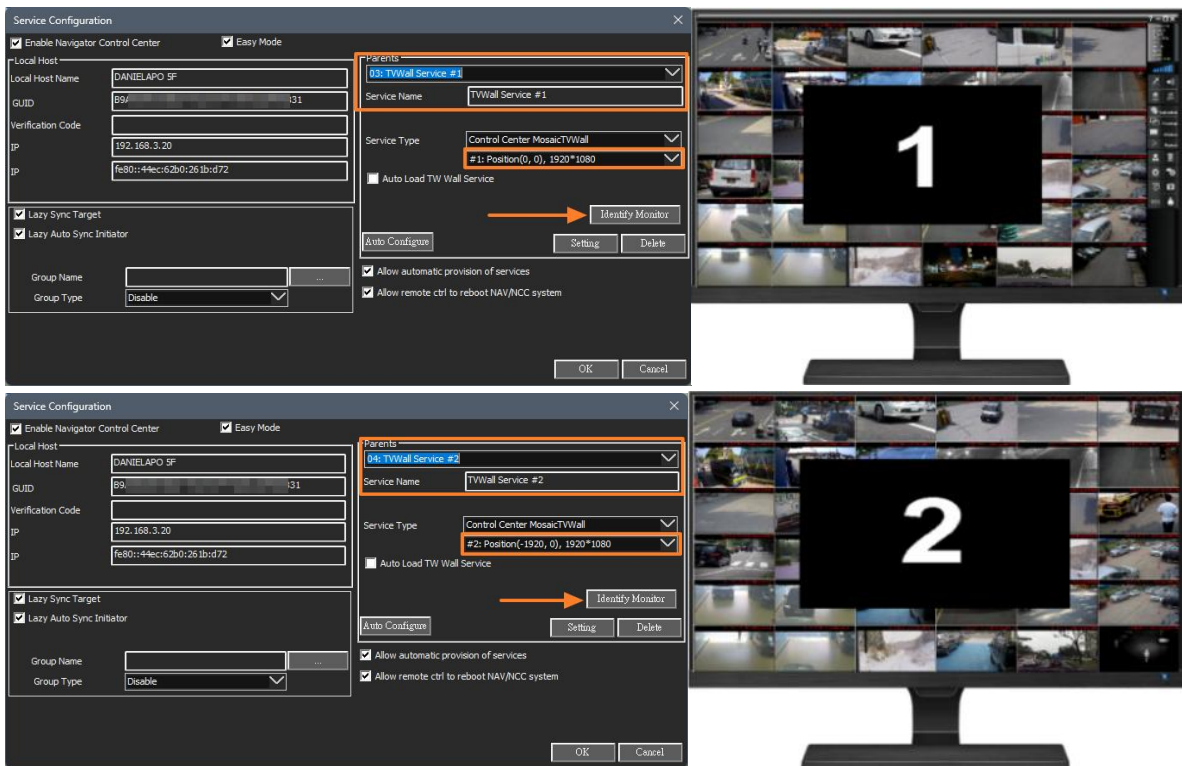 Service Configuration
Enable Navigator Control Center
Easy Mode
Local Host
Local Host Name
DANIELAPO 5F
GUID
B9
31
Verification Code
IP
192.168.3.20
IP
fe80::44ec:62b0:261b:d72
Lazy Sync Target
Lazy Auto Sync Initiator
Group Name
...
Group Type
Disable
Parents
03: TVWall Service #1
Service Name
TVWall Service #1
Service Type
Control Center MosaicTVWall
#1: Position(0, 0), 1920*1080
Auto Load TW Wall Service
Identify Monitor
Auto Configure
Setting
Delete
Allow automatic provision of services
Allow remote ctrl to reboot NAV/NCC system
OK
Cancel
1
Service Configuration
Enable Navigator Control Center
Easy Mode
Local Host
Local Host Name
DANIELAPO 5F
GUID
B9
31
Verification Code
IP
192.168.3.20
IP
fe80::44ec:62b0:261b:d72
Lazy Sync Target
Lazy Auto Sync Initiator
Group Name
...
Group Type
Disable
Parents
04: TVWall Service #2
Service Name
TVWall Service #2
Service Type
Control Center MosaicTVWall
#2: Position(-1920, 0), 1920*1080
Auto Load TW Wall Service
Identify Monitor
Auto Configure
Setting
Delete
Allow automatic provision of services
Allow remote ctrl to reboot NAV/NCC system
OK
Cancel
2